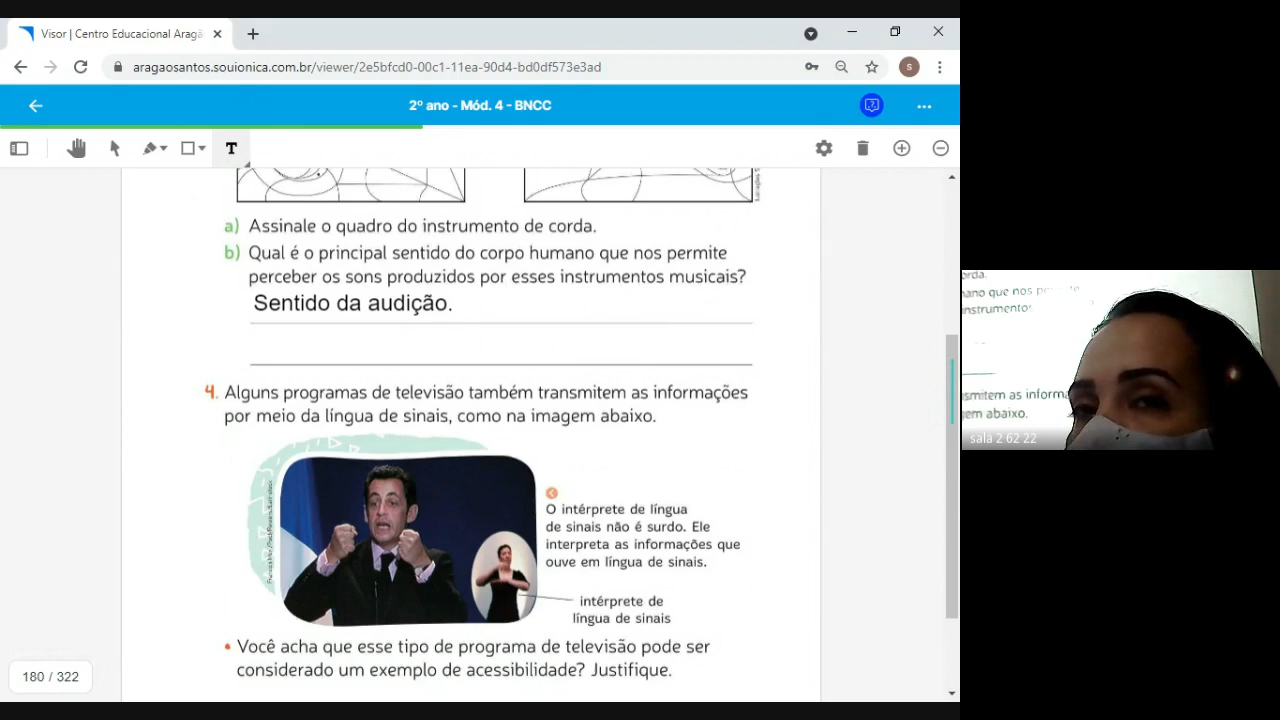 Visor | Centro Educacional Aragã
aragaosantos.souionica.com.br/viewer/2e5bfcd0-00c1-11ea-90d4-bd0df573e3ad
s
2º ano - Mód. 4 - BNCC
T
a) Assinale o quadro do instrumento de corda.
b) Qual é o principal sentido do corpo humano que nos permite
perceber os sons produzidos por esses instrumentos musicais?
Sentido da audição.
4. Alguns programas de televisão também transmitem as informações
por meio da língua de sinais, como na imagem abaixo.
O intérprete de língua
de sinais não é surdo. Ele
interpreta as informações que
ouve em língua de sinais.
intérprete de
língua de sinais
• Você acha que esse tipo de programa de televisão pode ser
considerado um exemplo de acessibilidade? Justifique.
180 / 322
orda.
mano que nos
instrumento
smitem as inform
em abaixo.
sala 2 62 22